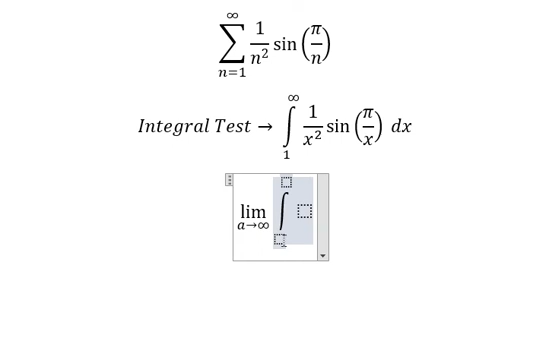 ∞ ∑ n=1 1/n² sin (π/n)
Integral Test → ∞ ∫ 1 1/x² sin (π/x) dx
lim a→∞ ∫